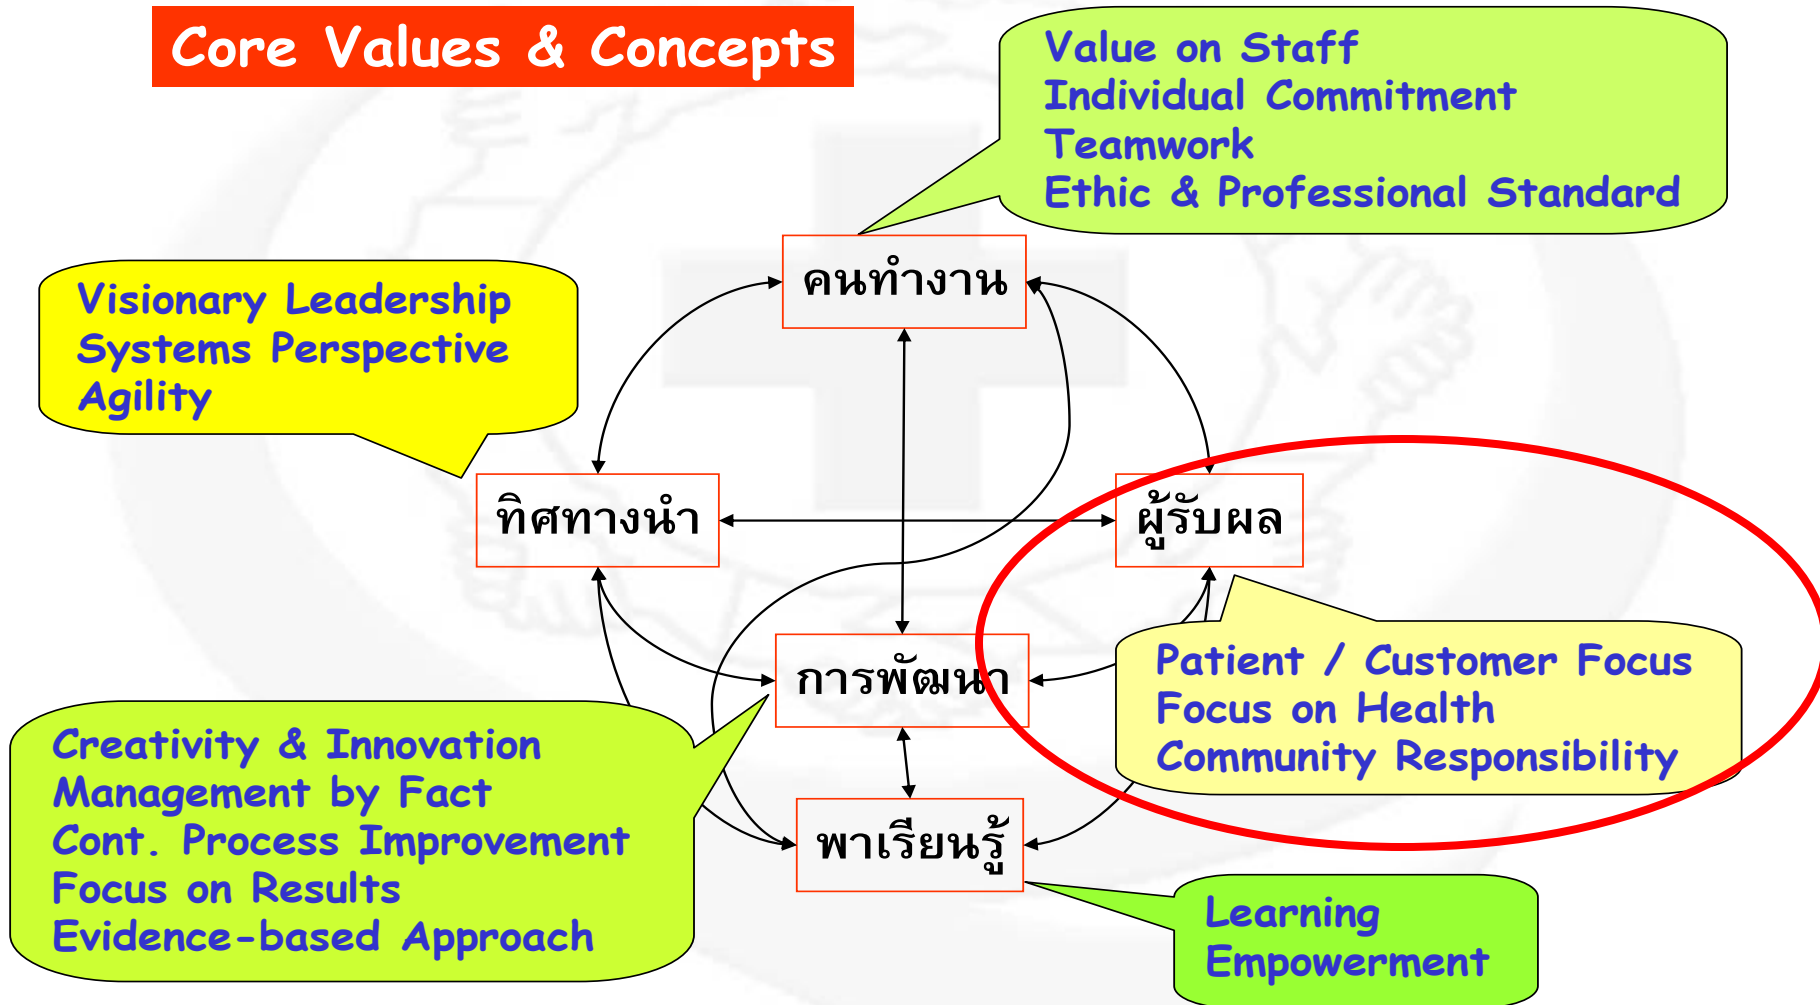 Core Values & Concepts
Value on Staff
Individual Commitment
Teamwork
Ethic & Professional Standard
คนทำงาน
Visionary Leadership
Systems Perspective
Agility
ทิศทางนำ
ผู้รับผล
Patient / Customer Focus
Focus on Health
Community Responsibility
การพัฒนา
Creativity & Innovation
Management by Fact
Cont. Process Improvement
Focus on Results
Evidence-based Approach
พาเรียนรู้
Learning
Empowerment